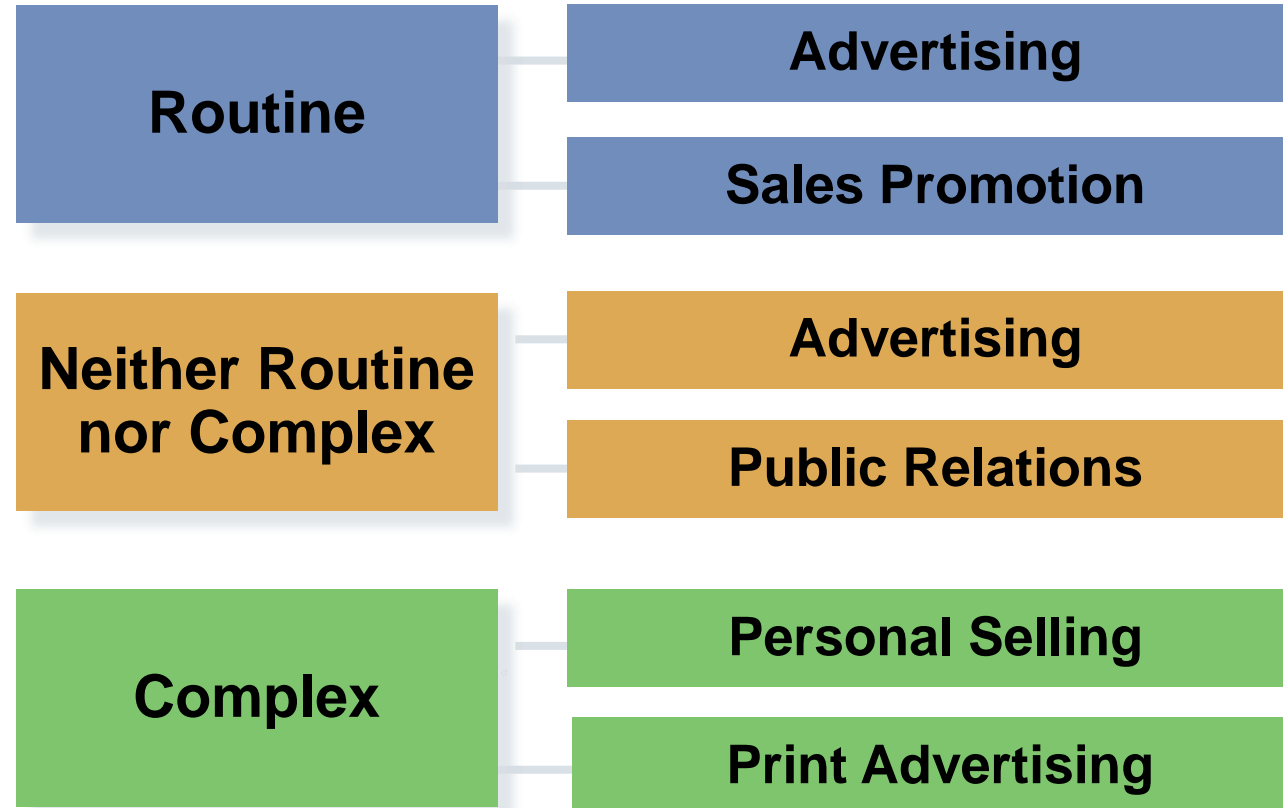 Routine
Advertising
Sales Promotion
Neither Routine
nor Complex
Advertising
Public Relations
Complex
Personal Selling
Print Advertising